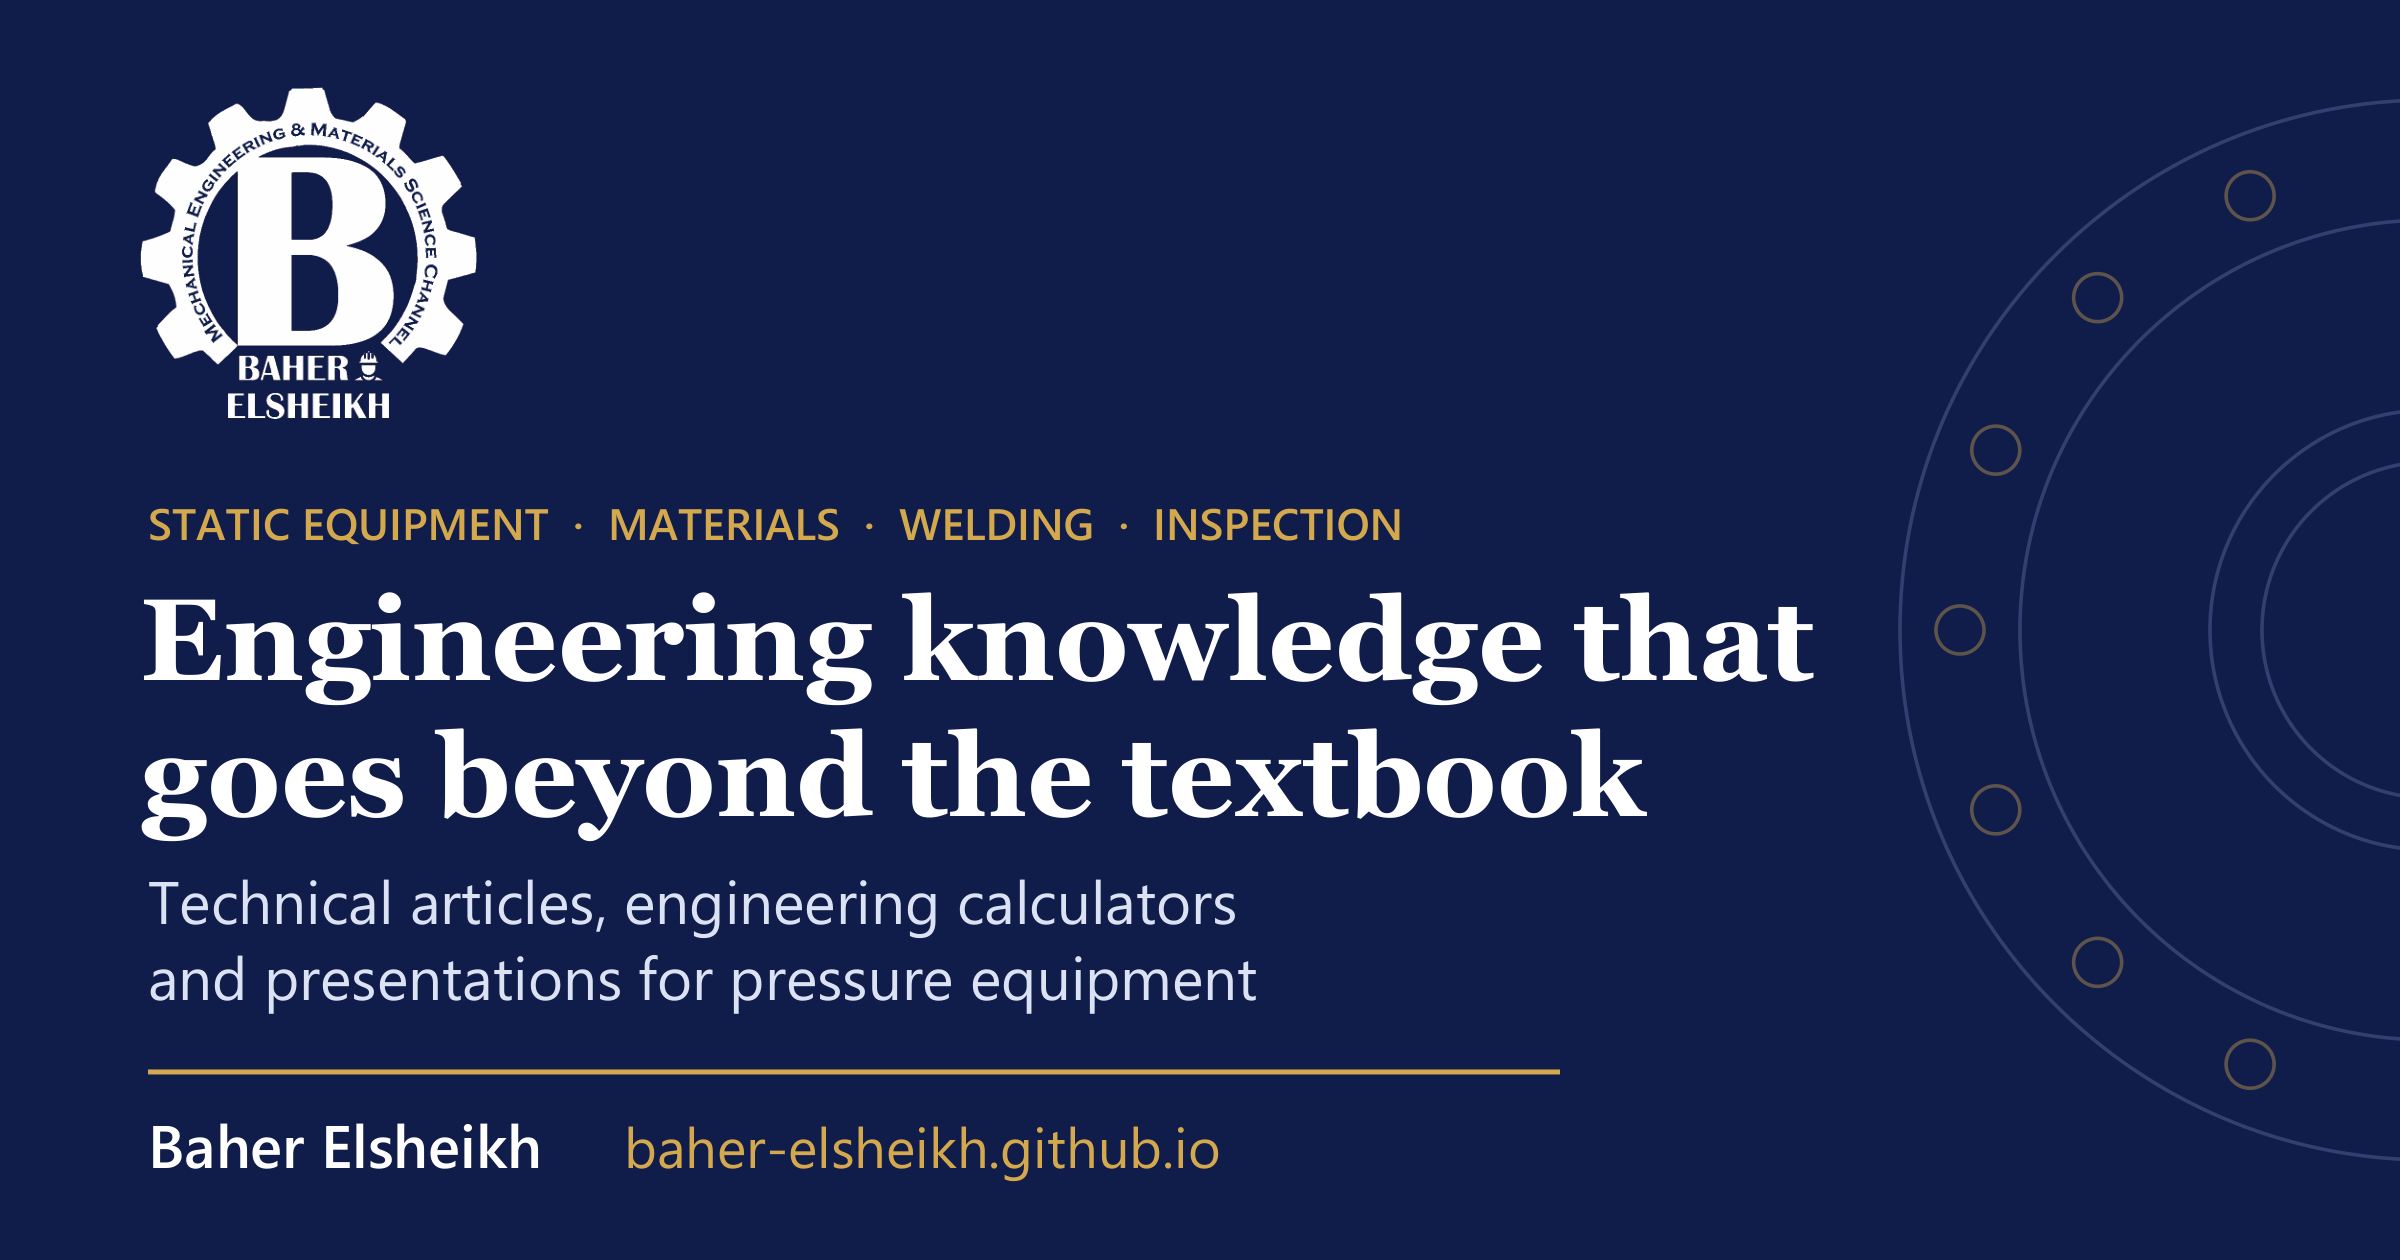 MECHANICAL ENGINEERING & MATERIALS SCIENCE CHANNEL
B
BAHER
ELSHEIKH
STATIC EQUIPMENT · MATERIALS · WELDING · INSPECTION
Engineering knowledge that
goes beyond the textbook
Technical articles, engineering calculators
and presentations for pressure equipment
Baher Elsheikh baher-elsheikh.github.io